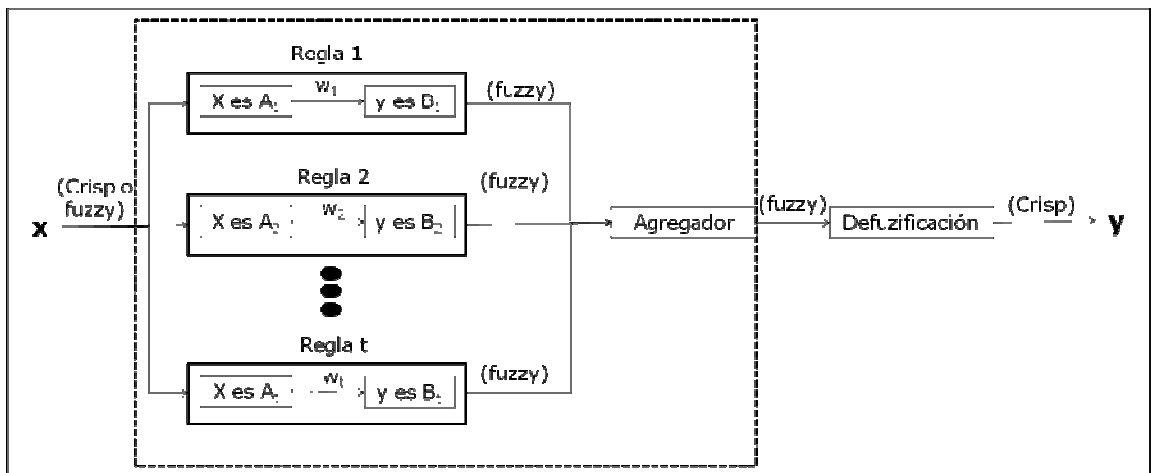 Regla 1
X es A₁
w₁
y es B₁
(fuzzy)
Regla 2
(Crisp o
fuzzy)
x
X es A₂
w₂
y es B₂
(fuzzy)
Agregador
(fuzzy)
Defuzificación
(Crisp)
y
Regla t
X es Aₜ
wₜ
y es Bₜ
(fuzzy)